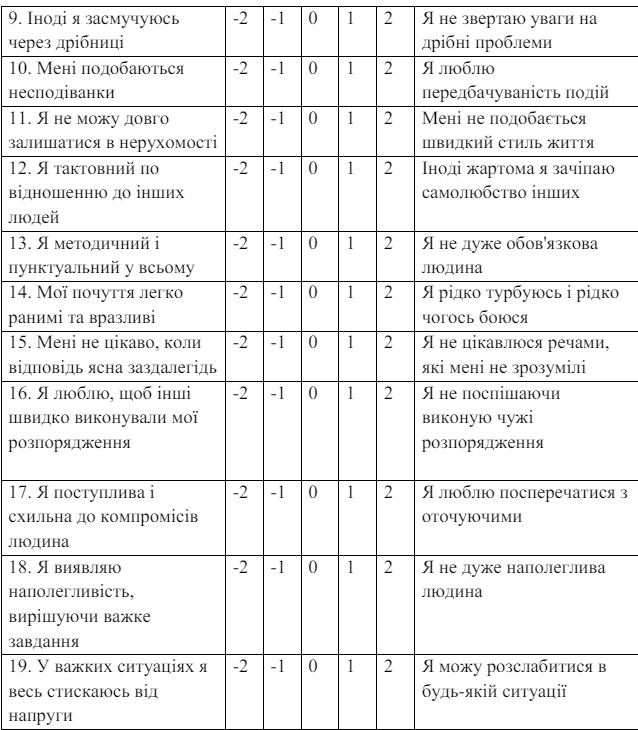 9. Іноді я засмучуюсь -2 -1 0 1 2 Я не звертаю уваги на
через дрібниці дрібні проблеми
10. Мені подобаються -2 -1 0 1 2 Я люблю
несподіванки передбачуваність подій
11. Я не можу довго -2 -1 0 1 2 Мені не подобається
залишатися в нерухомості швидкий стиль життя
12. Я тактовний по -2 -1 0 1 2 Іноді жартома я зачіпаю
відношенню до інших самолюбство інших
людей
13. Я методичний і -2 -1 0 1 2 Я не дуже обов'язкова
пунктуальний у всьому людина
14. Мої почуття легко -2 -1 0 1 2 Я рідко турбуюсь і рідко
ранимі та вразливі чогось боюся
15. Мені не цікаво, коли -2 -1 0 1 2 Я не цікавлюся речами,
відповідь ясна заздалегідь які мені не зрозумілі
16. Я люблю, щоб інші -2 -1 0 1 2 Я не поспішаючи
швидко виконували мої виконую чужі
розпорядження розпорядження
17. Я поступлива і -2 -1 0 1 2 Я люблю посперечатися з
схильна до компромісів оточуючими
людина
18. Я виявляю -2 -1 0 1 2 Я не дуже наполеглива
наполегливість, людина
вирішуючи важке
завдання
19. У важких ситуаціях я -2 -1 0 1 2 Я можу розслабитися в
весь стискаюсь від будь-якій ситуації
напруги